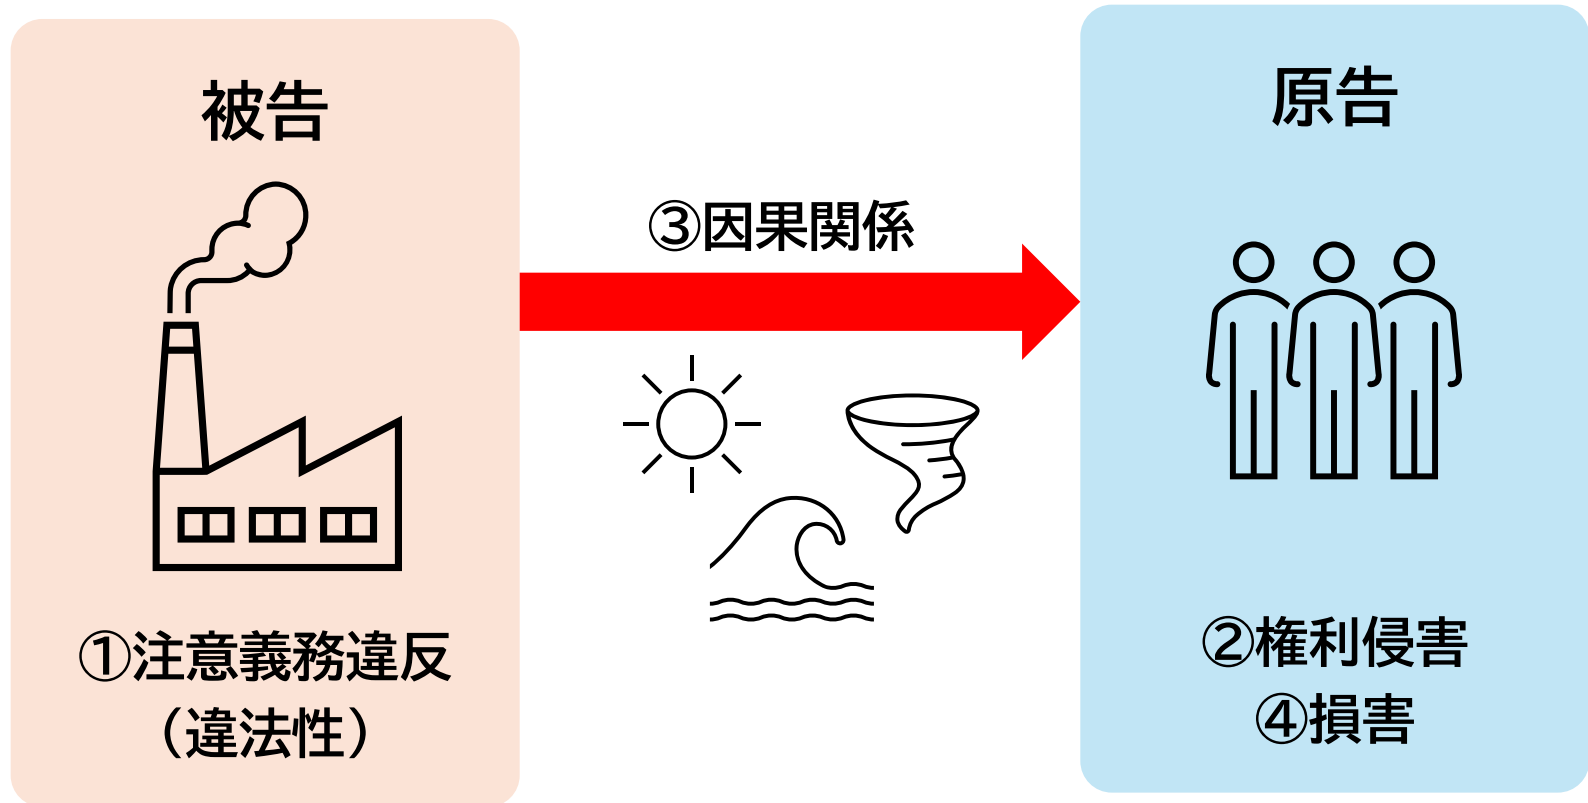 被告
①注意義務違反
（違法性）
③因果関係
原告
②権利侵害
④損害